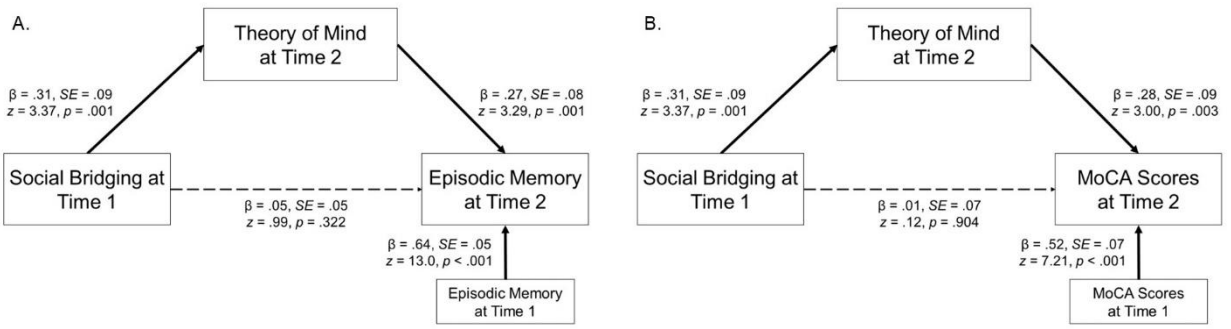 A.
Theory of Mind
at Time 2
β = .31, SE = .09
z = 3.37, p = .001
β = .27, SE = .08
z = 3.29, p = .001
Social Bridging at
Time 1
Episodic Memory
at Time 2
β = .05, SE = .05
z = .99, p = .322
β = .64, SE = .05
z = 13.0, p < .001
Episodic Memory
at Time 1
B.
Theory of Mind
at Time 2
β = .31, SE = .09
z = 3.37, p = .001
β = .28, SE = .09
z = 3.00, p = .003
Social Bridging at
Time 1
MoCA Scores
at Time 2
β = .01, SE = .07
z = .12, p = .904
β = .52, SE = .07
z = 7.21, p < .001
MoCA Scores
at Time 1